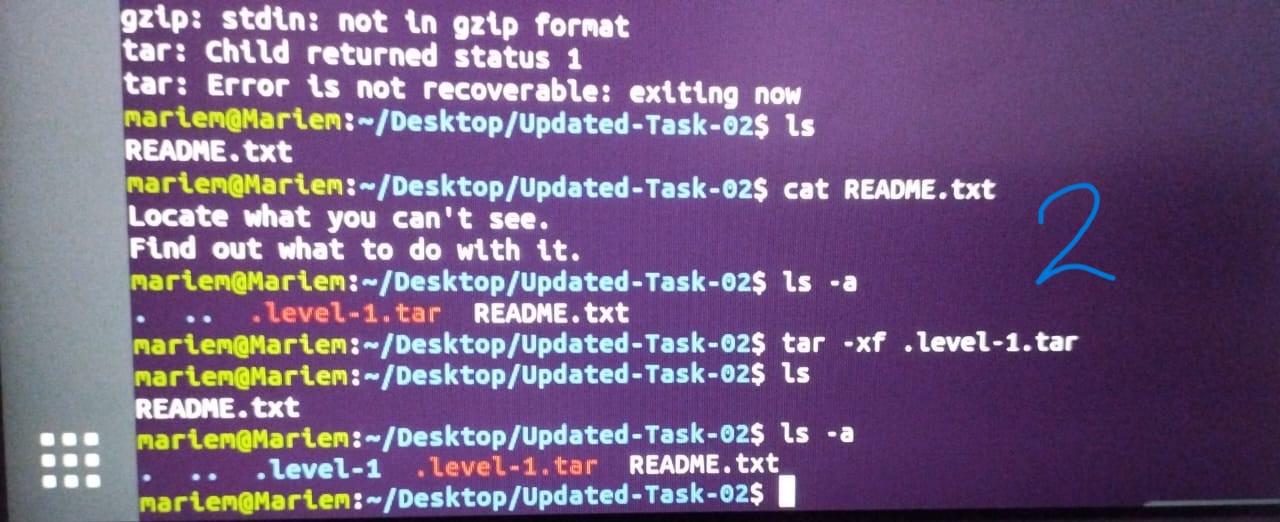 gzip: stdin: not in gzip format
tar: Child returned status 1
tar: Error is not recoverable: exiting now
mariem@Mariem:~/Desktop/Updated-Task-02$ ls
README.txt
mariem@Mariem:~/Desktop/Updated-Task-02$ cat README.txt
Locate what you can't see.
Find out what to do with it.
2
mariem@Mariem:~/Desktop/Updated-Task-02$ ls -a
.  ..  .level-1.tar  README.txt
mariem@Mariem:~/Desktop/Updated-Task-02$ tar -xf .level-1.tar
mariem@Mariem:~/Desktop/Updated-Task-02$ ls
README.txt
mariem@Mariem:~/Desktop/Updated-Task-02$ ls -a
.  ..  .level-1  .level-1.tar  README.txt
mariem@Mariem:~/Desktop/Updated-Task-02$